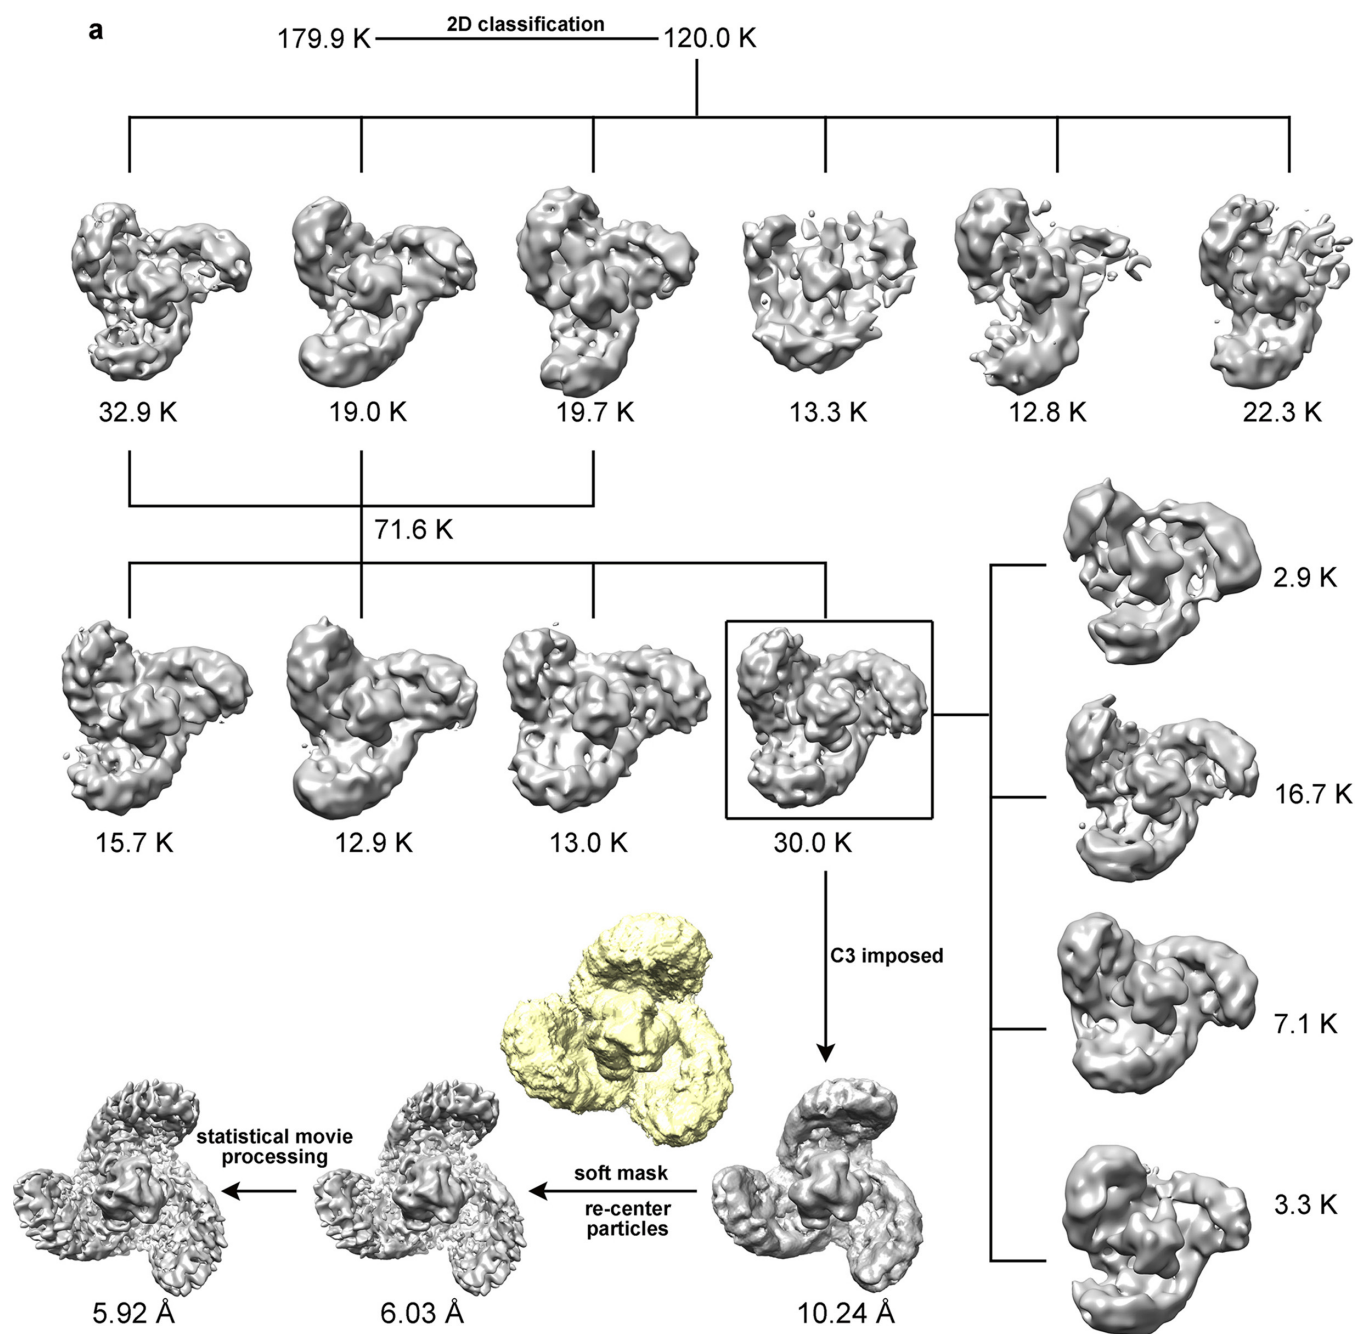 a
179.9 K
2D classification
120.0 K
32.9 K
19.0 K
19.7 K
13.3 K
12.8 K
22.3 K
71.6 K
2.9 K
16.7 K
15.7 K
12.9 K
13.0 K
30.0 K
C3 imposed
7.1 K
statistical movie
processing
soft mask
re-center
particles
3.3 K
5.92 Å
6.03 Å
10.24 Å